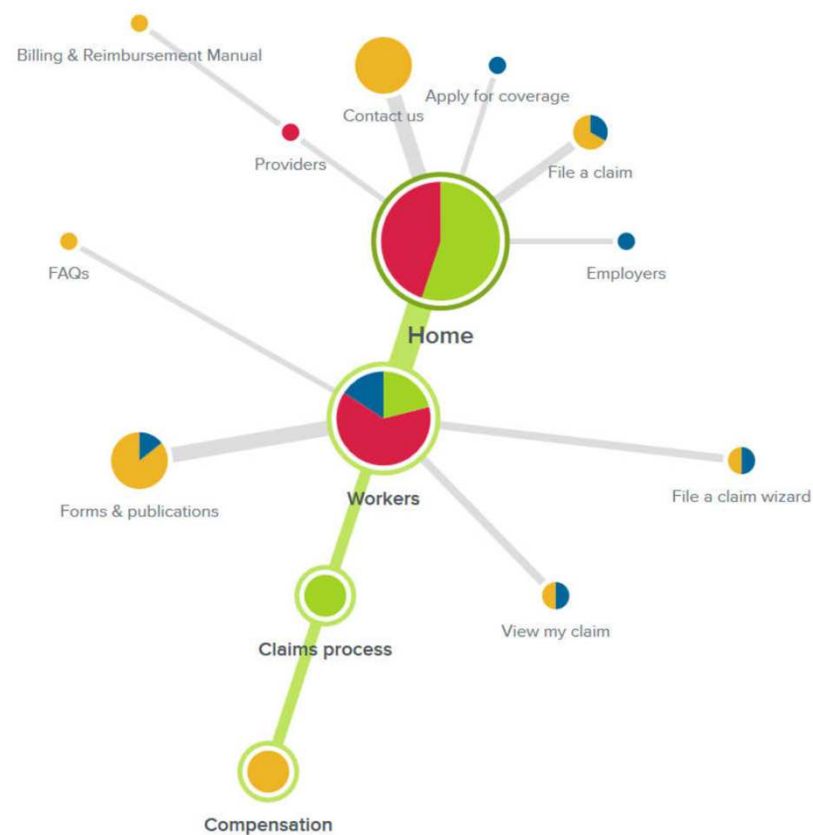 Billing & Reimbursement Manual
Contact us
Apply for coverage
Providers
File a claim
FAQs
Employers
Home
Workers
Forms & publications
File a claim wizard
View my claim
Claims process
Compensation